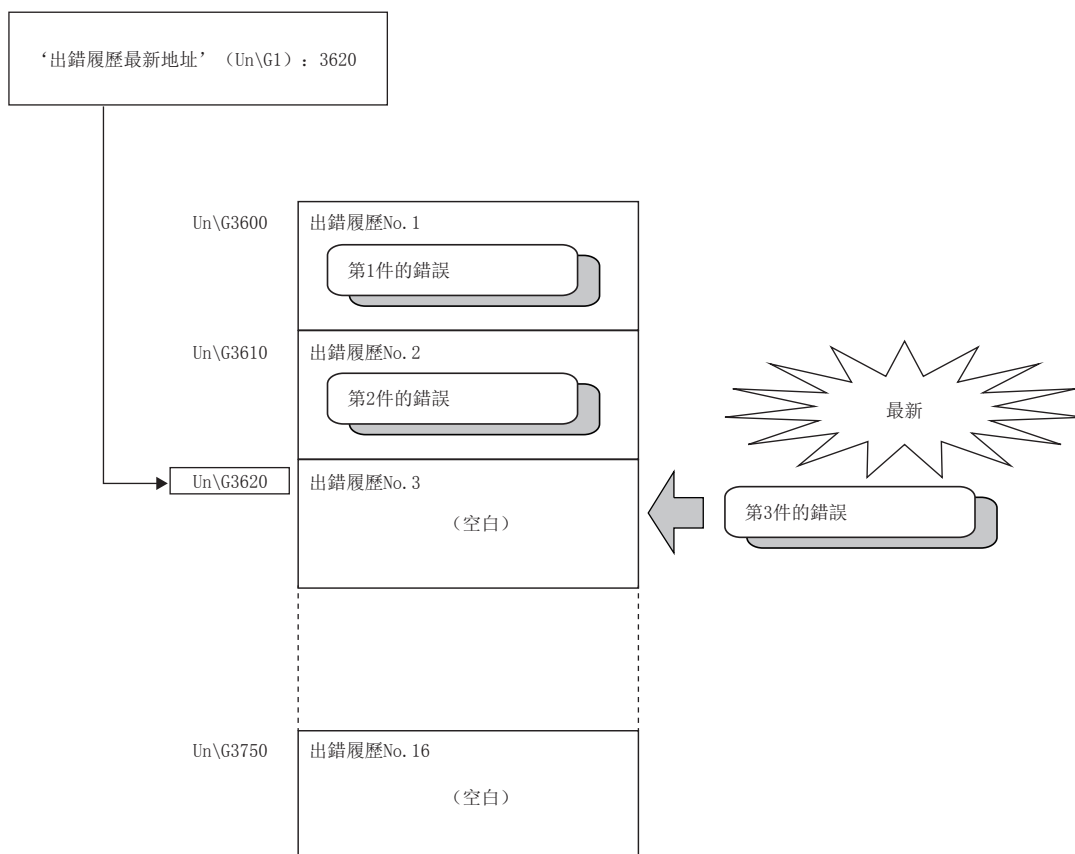 ‘出錯履歷最新地址’（Un\G1）：3620
Un\G3600
出錯履歷No.1
第1件的錯誤
Un\G3610
出錯履歷No.2
第2件的錯誤
最新
Un\G3620
出錯履歷No.3
（空白）
第3件的錯誤
Un\G3750
出錯履歷No.16
（空白）